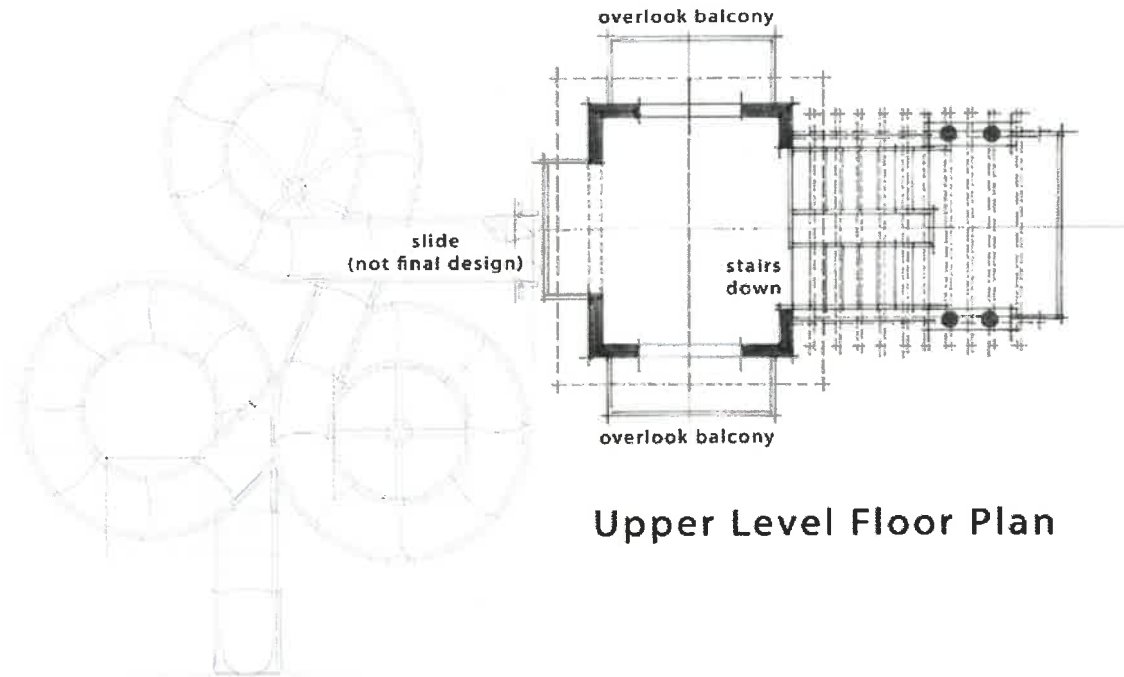 overlook balcony
slide
(not final design)
stairs
down
overlook balcony
Upper Level Floor Plan